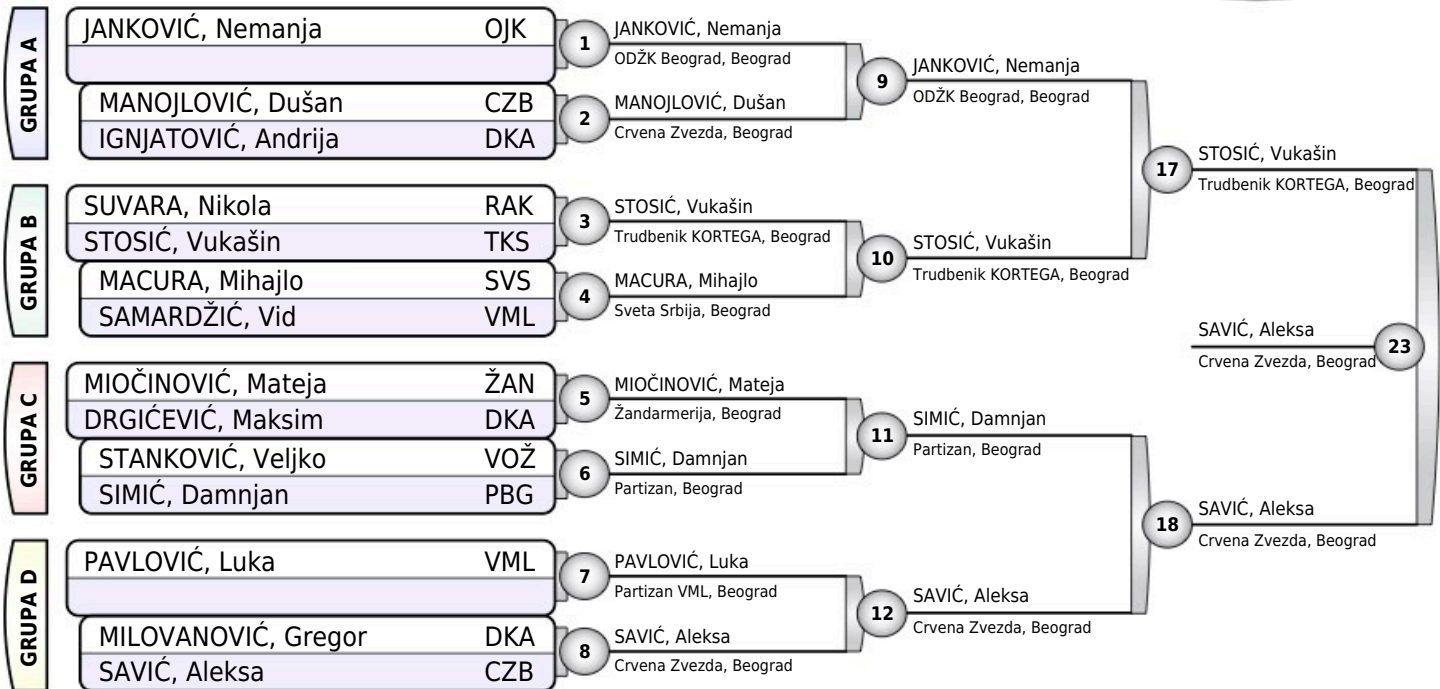 GRUPA A
JANKOVIĆ, Nemanja OJK
MANOJLOVIĆ, Dušan CZB
IGNJATOVIĆ, Andrija DKA
GRUPA B
SUVARA, Nikola RAK
STOSIĆ, Vukašin TKS
MACURA, Mihajlo SVS
SAMARDŽIĆ, Vid VML
GRUPA C
MIOČINOVIĆ, Mateja ŽAN
DRGIĆEVIĆ, Maksim DKA
STANKOVIĆ, Veljko VOŽ
SIMIĆ, Damnjan PBG
GRUPA D
PAVLOVIĆ, Luka VML
MILOVANOVIĆ, Gregor DKA
SAVIĆ, Aleksa CZB
1
JANKOVIĆ, Nemanja
ODŽK Beograd, Beograd
2
MANOJLOVIĆ, Dušan
Crvena Zvezda, Beograd
3
STOSIĆ, Vukašin
Trudbenik KORTEGA, Beograd
4
MACURA, Mihajlo
Sveta Srbija, Beograd
5
MIOČINOVIĆ, Mateja
Žandarmerija, Beograd
6
SIMIĆ, Damnjan
Partizan, Beograd
7
PAVLOVIĆ, Luka
Partizan VML, Beograd
8
SAVIĆ, Aleksa
Crvena Zvezda, Beograd
9
JANKOVIĆ, Nemanja
ODŽK Beograd, Beograd
10
STOSIĆ, Vukašin
Trudbenik KORTEGA, Beograd
11
SIMIĆ, Damnjan
Partizan, Beograd
12
SAVIĆ, Aleksa
Crvena Zvezda, Beograd
17
STOSIĆ, Vukašin
Trudbenik KORTEGA, Beograd
18
SAVIĆ, Aleksa
Crvena Zvezda, Beograd
SAVIĆ, Aleksa
Crvena Zvezda, Beograd
23